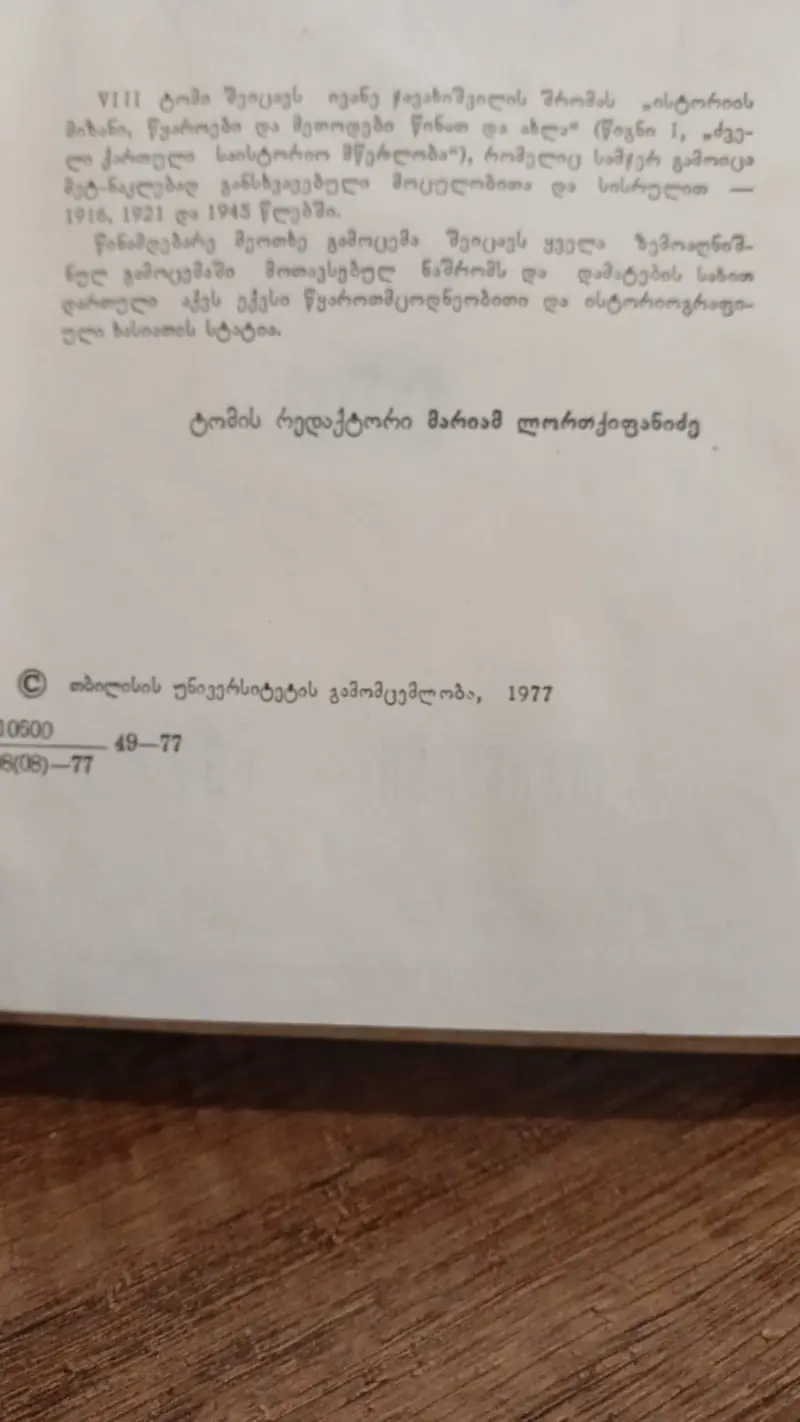 VIII ტომი შეიცავს ივანე ჯავახიშვილის შრომას „ისტორიის
მიზანი, წყაროები და მეთოდები წინათ და ახლა“ (წიგნი I, „ძვე-
ლი ქართული საისტორიო მწერლობა“), რომელიც სამჯერ გამოიცა
მეტ-ნაკლებად განსხვავებული მოცულობითა და სისრულით —
1916, 1921 და 1945 წლებში.
წინამდებარე მეოთხე გამოცემა შეიცავს ყველა ზემოაღნიშ-
ნულ გამოცემაში მოთავსებულ ნაშრომს და დამატების სახით
დართული აქვს ექვსი წყაროთმცოდნეობითი და ისტორიოგრაფი-
ული ხასიათის სტატია.
ტომის რედაქტორი მარიამ ლორთქიფანიძე
© თბილისის უნივერსიტეტის გამომცემლობა, 1977
10600
49—77
8(08)—77